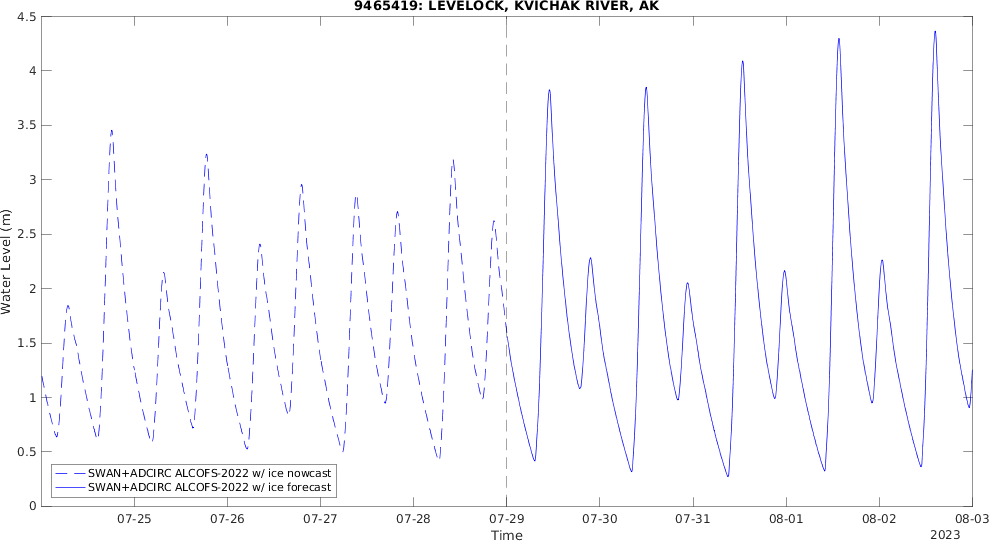 9465419: LEVELOCK, KVICHAK RIVER, AK
4.5
4
3.5
3
2.5
2
1.5
1
0.5
0
Water Level (m)
SWAN+ADCIRC ALCOFS-2022 w/ ice nowcast
SWAN+ADCIRC ALCOFS-2022 w/ ice forecast
07-25 07-26 07-27 07-28 07-29 07-30 07-31 08-01 08-02 08-03
Time
2023